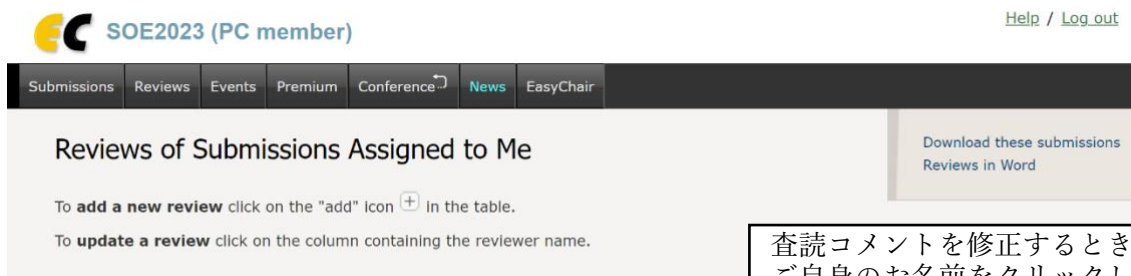 EC SOE2023 (PC member)
Help / Log out
Submissions Reviews Events Premium Conference News EasyChair
Reviews of Submissions Assigned to Me
Download these submissions
Reviews in Word
To add a new review click on the "add" icon + in the table.
To update a review click on the column containing the reviewer name.
査読コメントを修正するとき
ご自身のお名前をクリックし